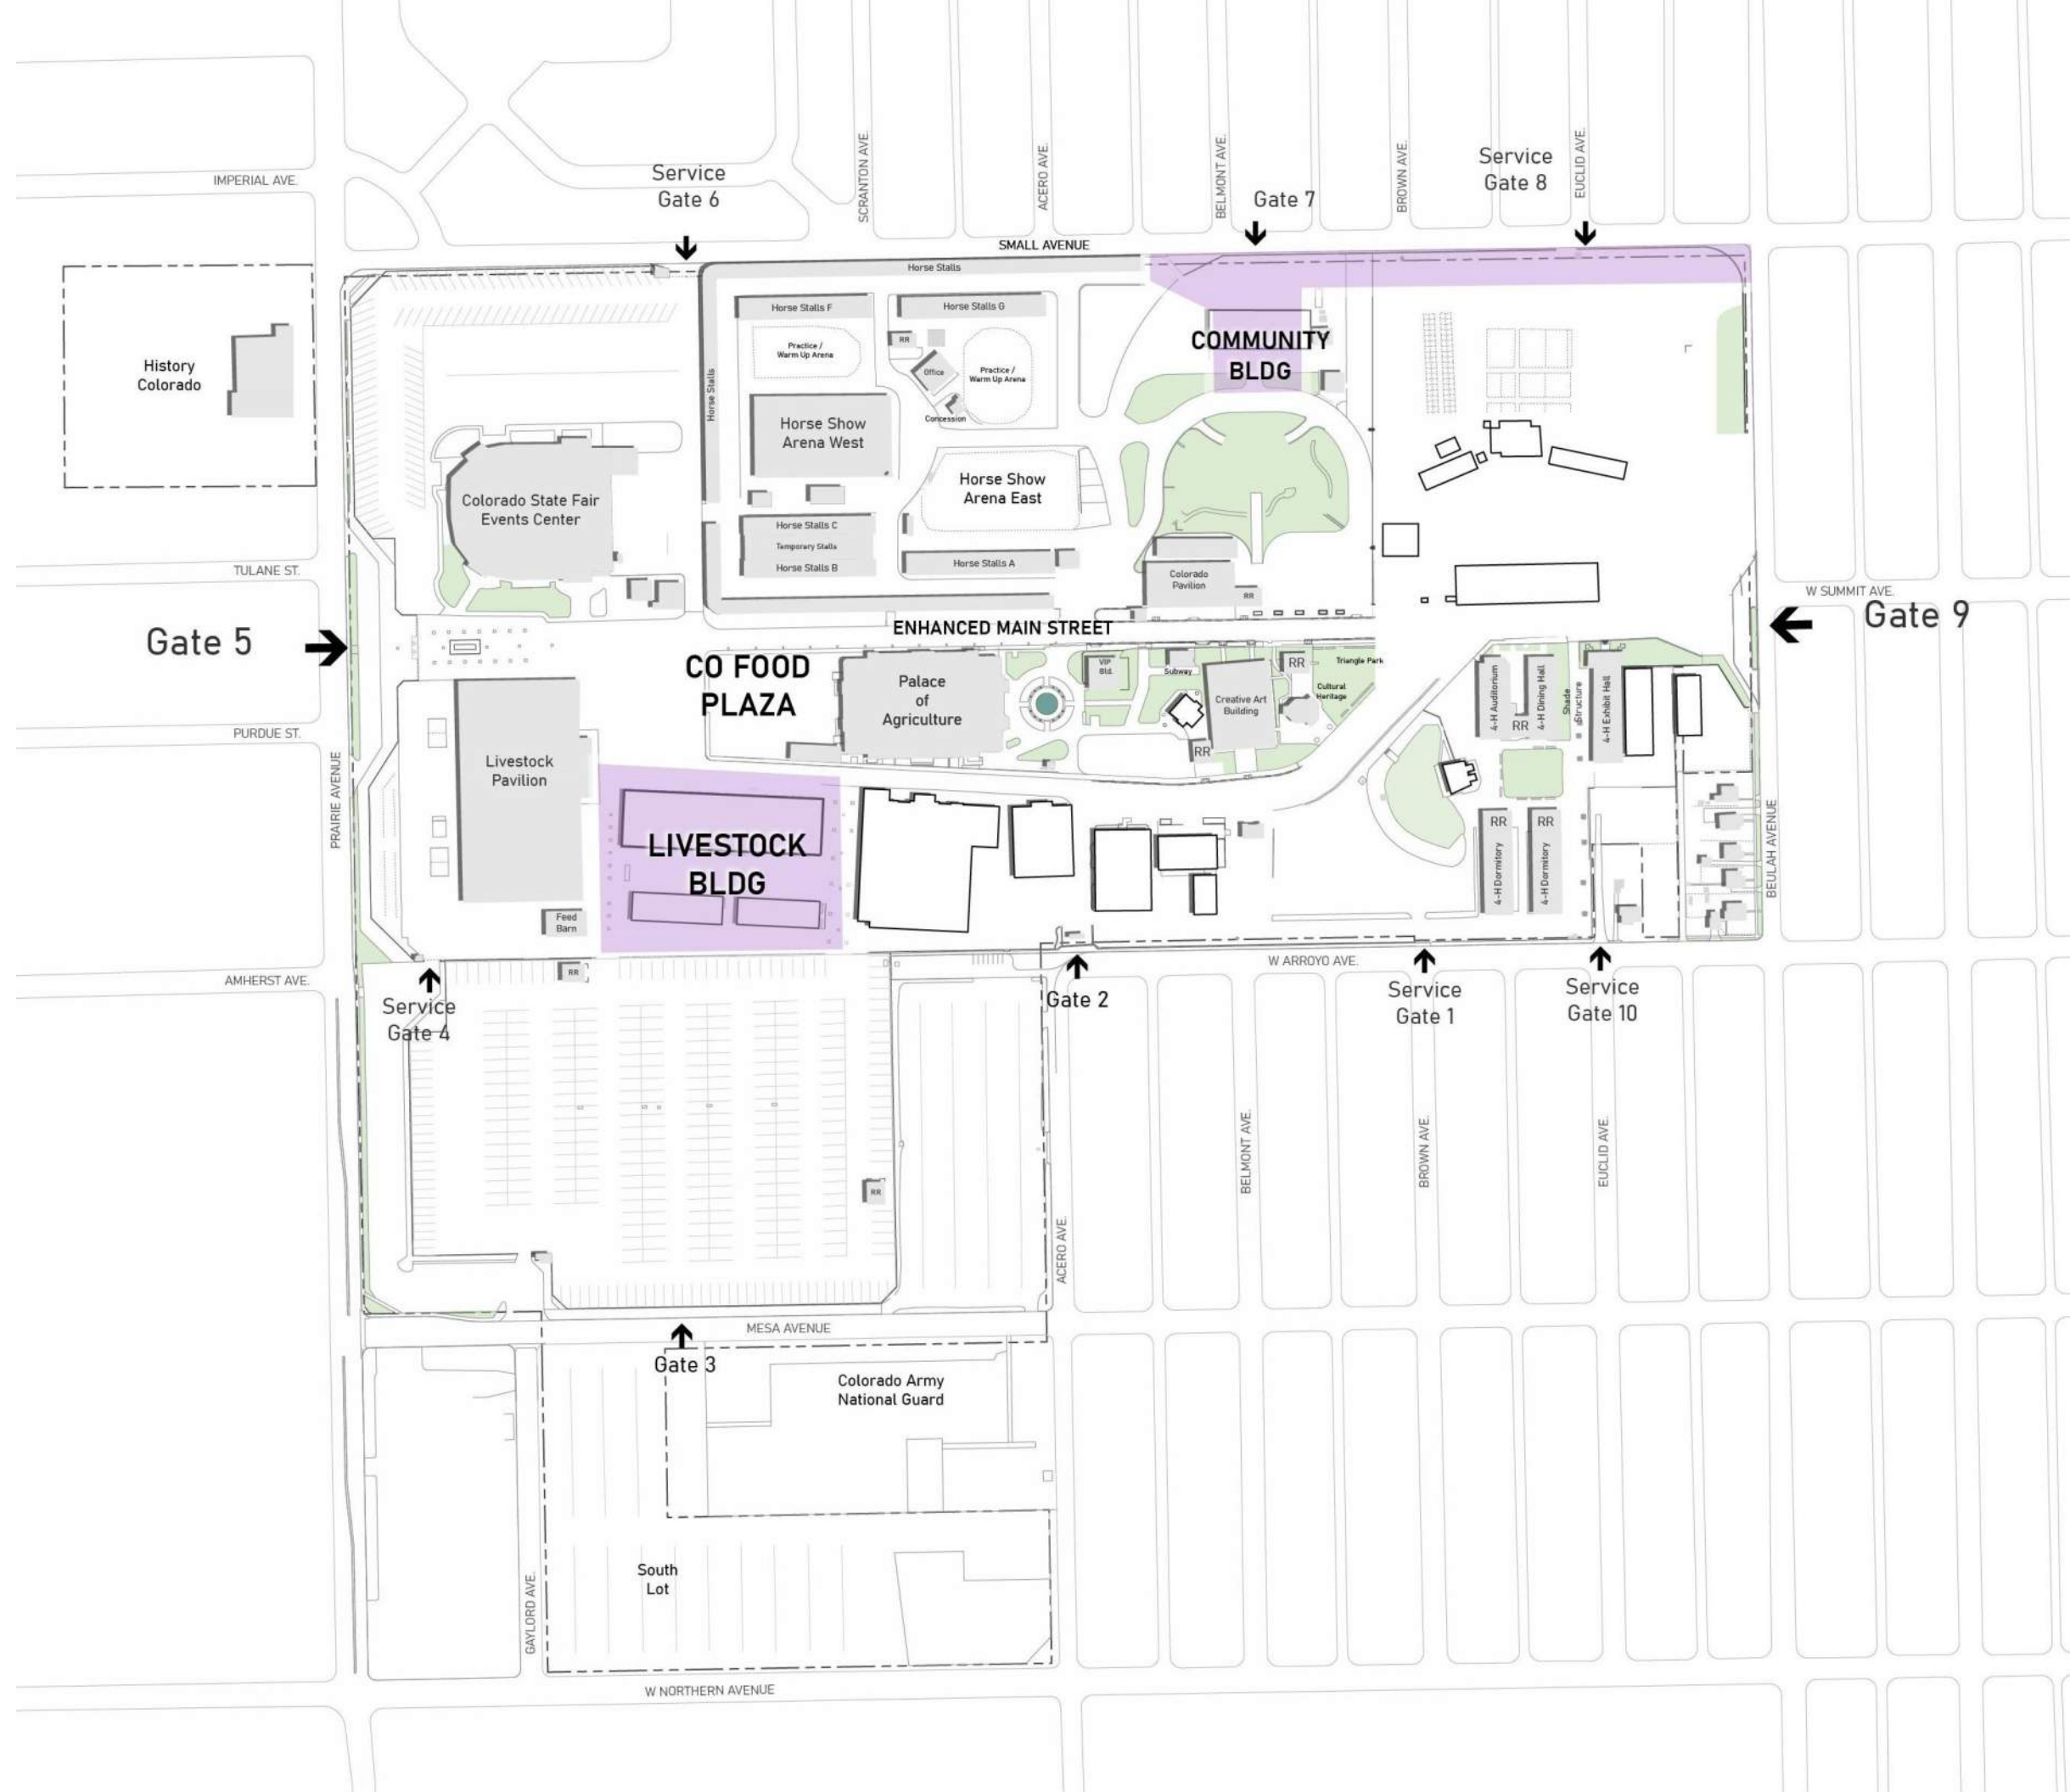 IMPERIAL AVE.
Service
Gate 6
SCRANTON AVE.
ACERO AVE.
BELMONT AVE.
Gate 7
BROWN AVE.
Service
Gate 8
EUCLID AVE.
SMALL AVENUE
Horse Stalls
Horse Stalls F
Horse Stalls G
History
Colorado
Practice /
Warm Up Arena
RR
Office
Practice /
Warm Up Arena
COMMUNITY
BLDG
Horse Stalls
Concession
Horse Show
Arena West
Horse Show
Arena East
Colorado State Fair
Events Center
Horse Stalls C
Temporary Stalls
Horse Stalls B
Horse Stalls A
Colorado
Pavilion
RR
TULANE ST.
W SUMMIT AVE.
Gate 5
Gate 9
ENHANCED MAIN STREET
CO FOOD
PLAZA
Palace
of
Agriculture
VIP
Bld.
Subway
RR
Triangle Park
Creative Art
Building
Cultural
Heritage
RR
4-H Auditorium
RR
4-H Dining Hall
Shade
Structure
4-H Exhibit Hall
PURDUE ST.
PRAIRIE AVENUE
Livestock
Pavilion
LIVESTOCK
BLDG
Feed
Barn
RR
RR
4-H Dormitory
4-H Dormitory
BEULAH AVENUE
AMHERST AVE.
RR
Service
Gate 4
Gate 2
W ARROYO AVE.
Service
Gate 1
Service
Gate 10
BELMONT AVE.
BROWN AVE.
EUCLID AVE.
RR
ACERO AVE.
MESA AVENUE
Gate 3
Colorado Army
National Guard
South
Lot
GAYLORD AVE.
W NORTHERN AVENUE